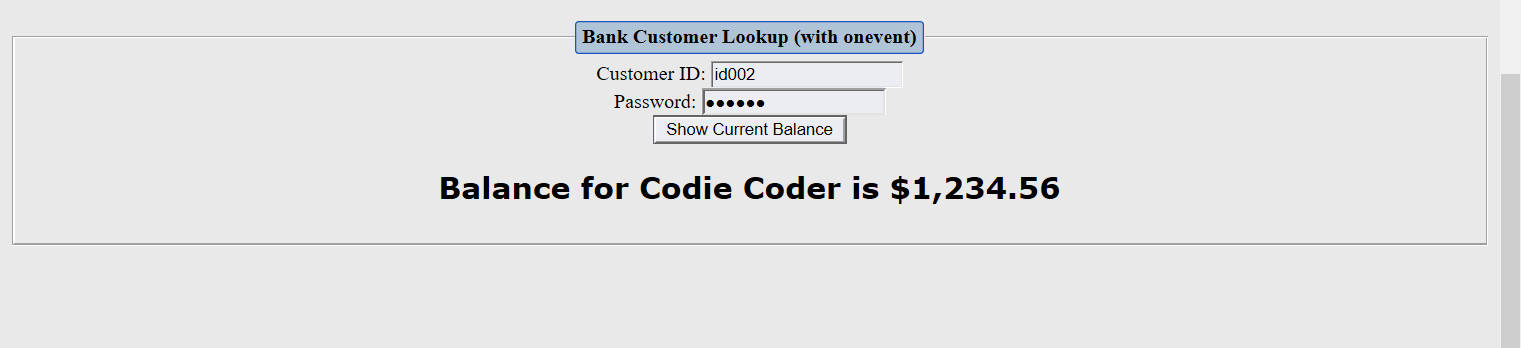 Bank Customer Lookup (with onevent)
Customer ID: id002
Password: ••••••
Show Current Balance
Balance for Codie Coder is $1,234.56